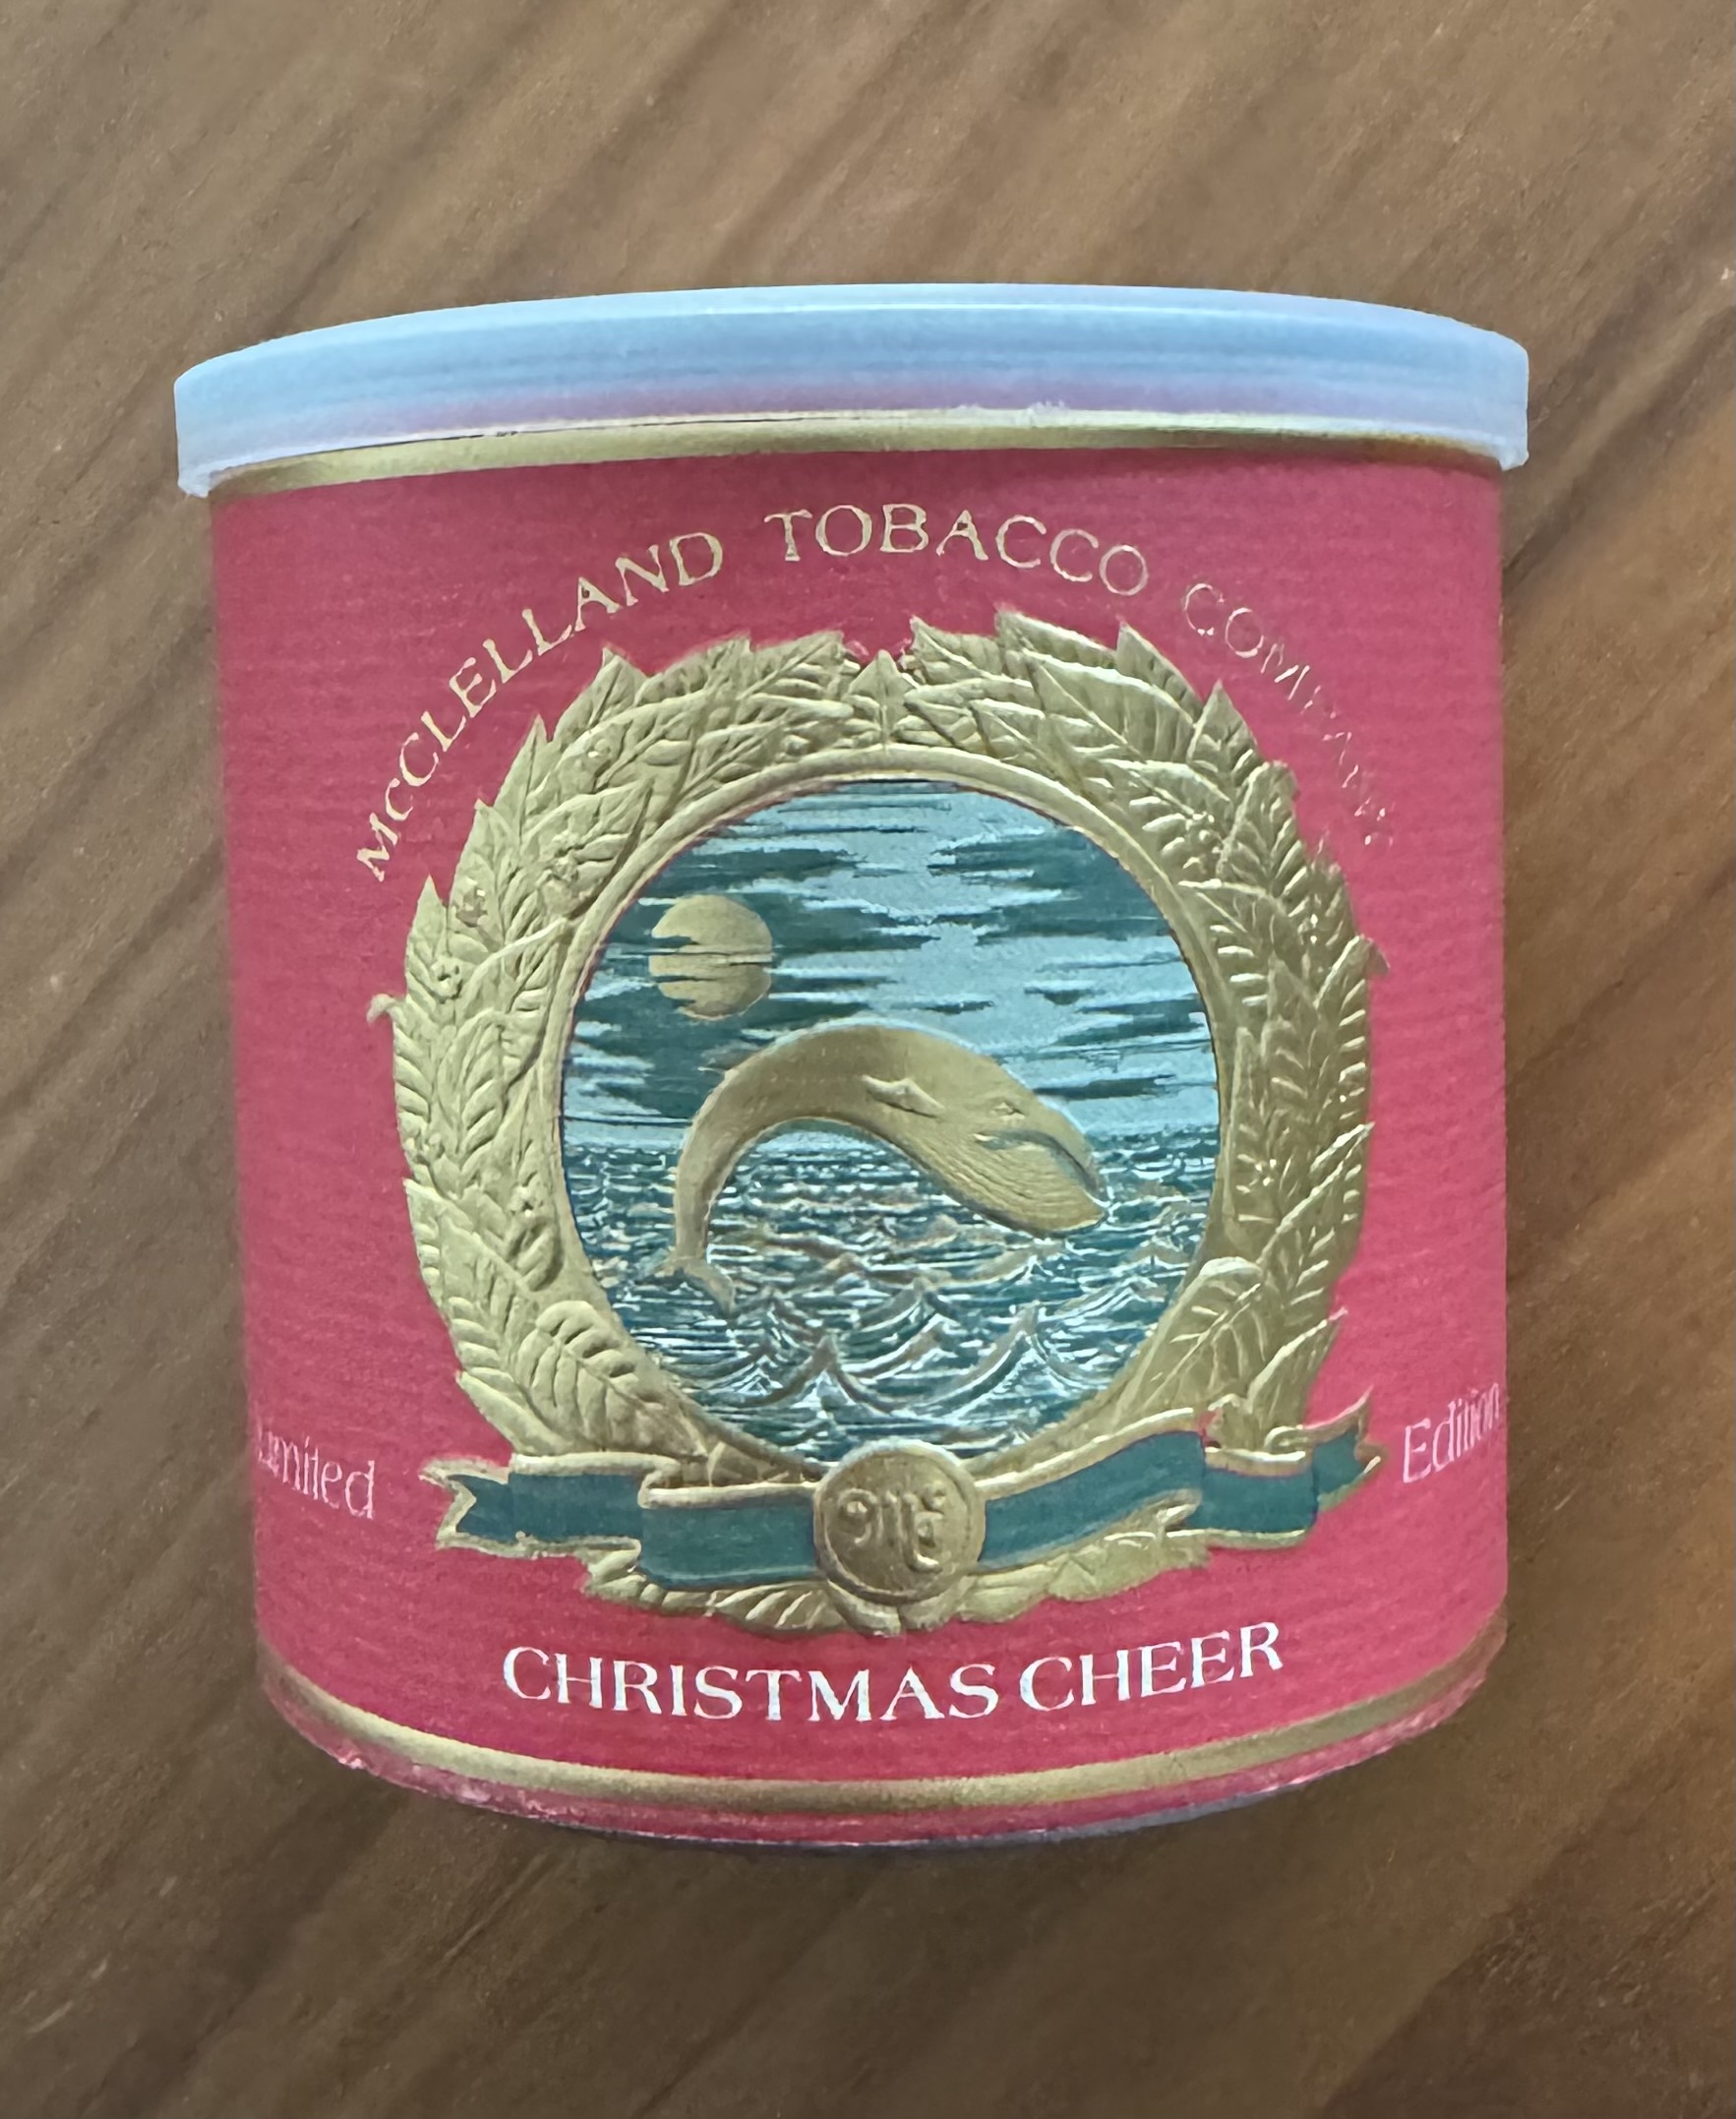 McCLELLAND TOBACCO COMPANY
Limited
Edition
CHRISTMAS CHEER